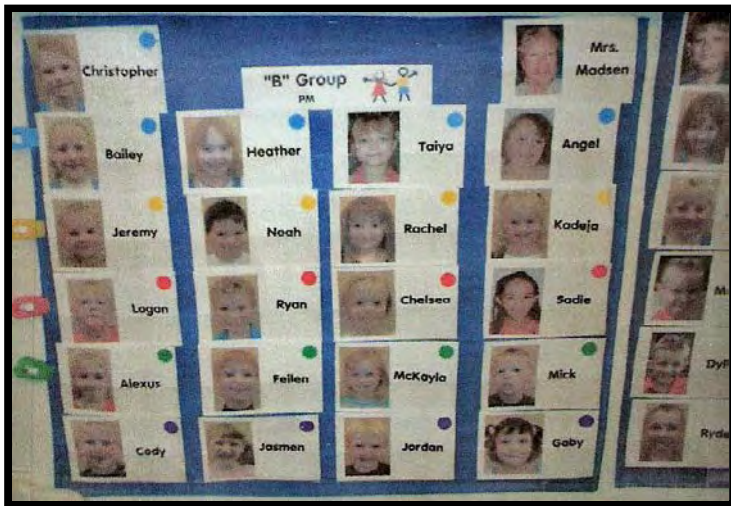 Christopher
"B" Group
PM
Mrs.
Madsen
Bailey
Heather
Taiya
Angel
Jeremy
Noah
Rachel
Kadeja
Logan
Ryan
Chelsea
Sadie
Alexus
Feilen
McKayla
Mick
Cody
Jasmen
Jordan
Gaby
Ryde